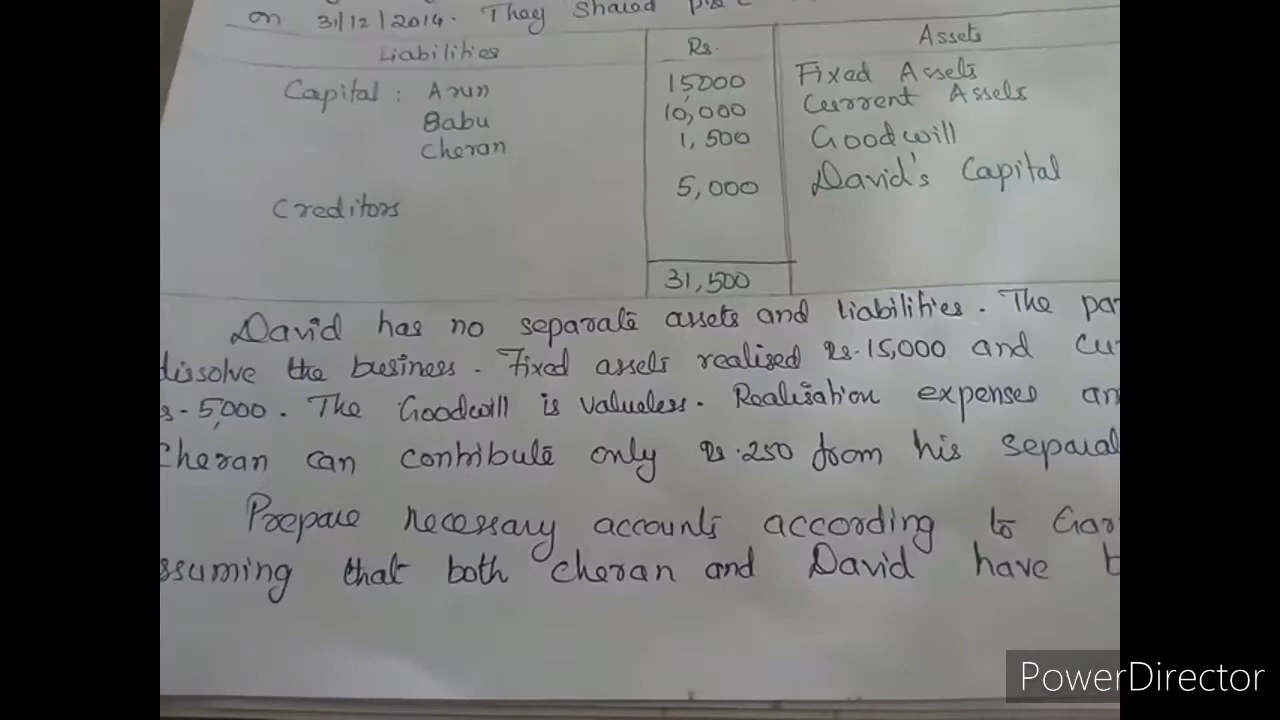 on 31/12/2014. They shared
Liabilities Rs. Assets
Capital : Arun 15000 Fixed Assets
Babu 10,000 Current Assets
Cheran 1,500 Goodwill
Creditors 5,000 David's Capital
31,500
David has no separate assets and liabilities. The
dissolve the business. Fixed assets realised Rs.15,000 and
5,000. The Goodwill is valueless. Realisation expenses
Cheran can contribute only Rs.250 from his
Prepare necessary accounts according to
assuming that both Cheran and David have
PowerDirector